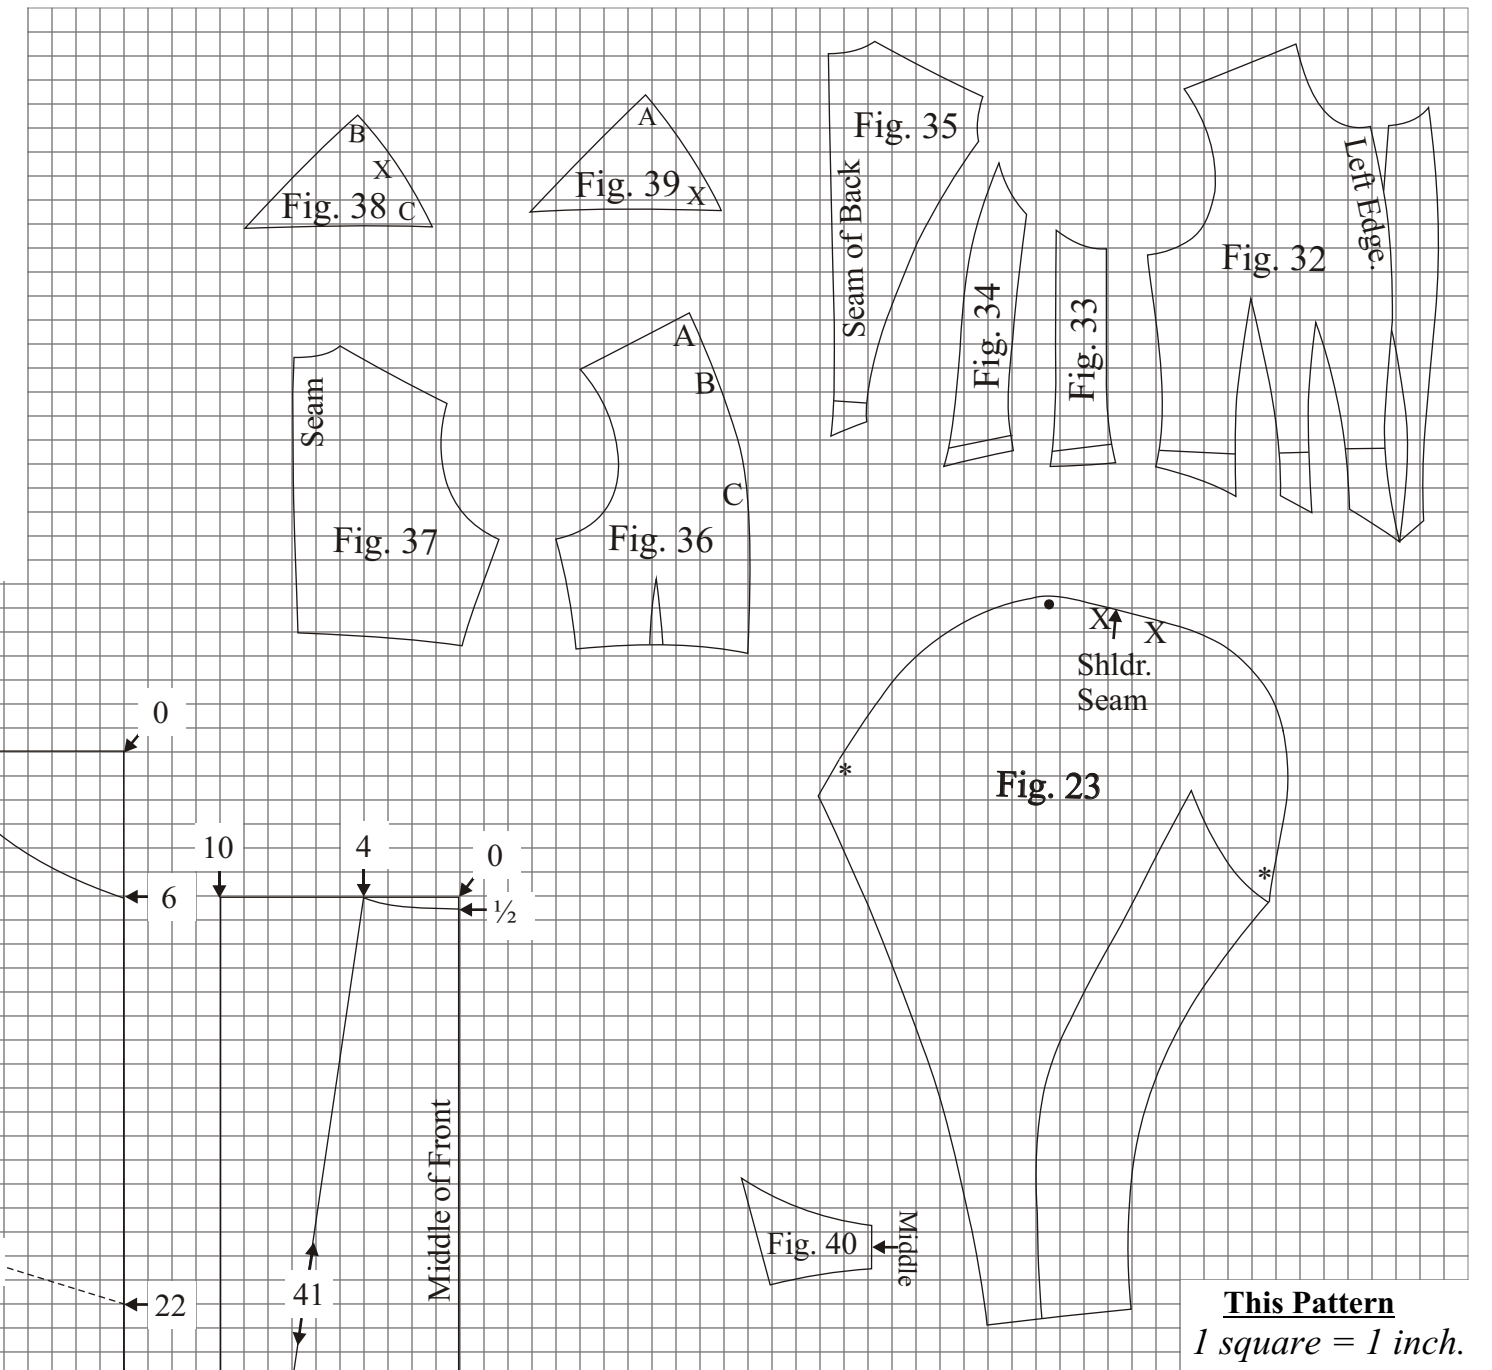 B
X
Fig. 38
C
A
Fig. 39
X
Fig. 35
Seam of Back
Fig. 34
Fig. 33
Left Edge.
Fig. 32
Seam
Fig. 37
A
B
C
Fig. 36
X
X
Shldr.
Seam
*
Fig. 23
*
0
10
4
0
6
½
Middle of Front
41
22
Fig. 40
Middle
This Pattern
1 square = 1 inch.